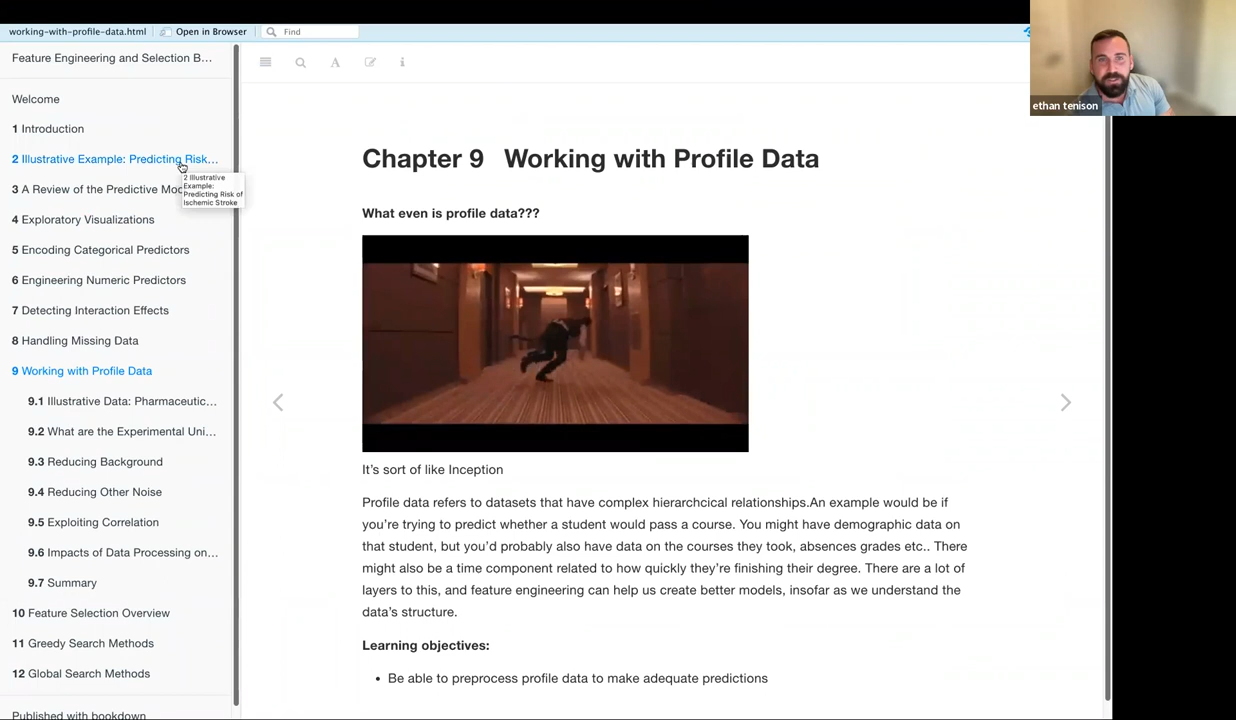 working-with-profile-data.html
Open in Browser
Find
Feature Engineering and Selection B...
Welcome
1 Introduction
2 Illustrative Example: Predicting Risk...
2 Illustrative
Example:
Predicting Risk of
Ischemic Stroke
3 A Review of the Predictive Mo
4 Exploratory Visualizations
5 Encoding Categorical Predictors
6 Engineering Numeric Predictors
7 Detecting Interaction Effects
8 Handling Missing Data
9 Working with Profile Data
9.1 Illustrative Data: Pharmaceutic...
9.2 What are the Experimental Uni...
9.3 Reducing Background
9.4 Reducing Other Noise
9.5 Exploiting Correlation
9.6 Impacts of Data Processing on...
9.7 Summary
10 Feature Selection Overview
11 Greedy Search Methods
12 Global Search Methods
Published with bookdown
A
i
Chapter 9 Working with Profile Data
What even is profile data???
It's sort of like Inception
Profile data refers to datasets that have complex hierarchcical relationships.An example would be if
you're trying to predict whether a student would pass a course. You might have demographic data on
that student, but you'd probably also have data on the courses they took, absences grades etc.. There
might also be a time component related to how quickly they're finishing their degree. There are a lot of
layers to this, and feature engineering can help us create better models, insofar as we understand the
data's structure.
Learning objectives:
• Be able to preprocess profile data to make adequate predictions
ethan tenison